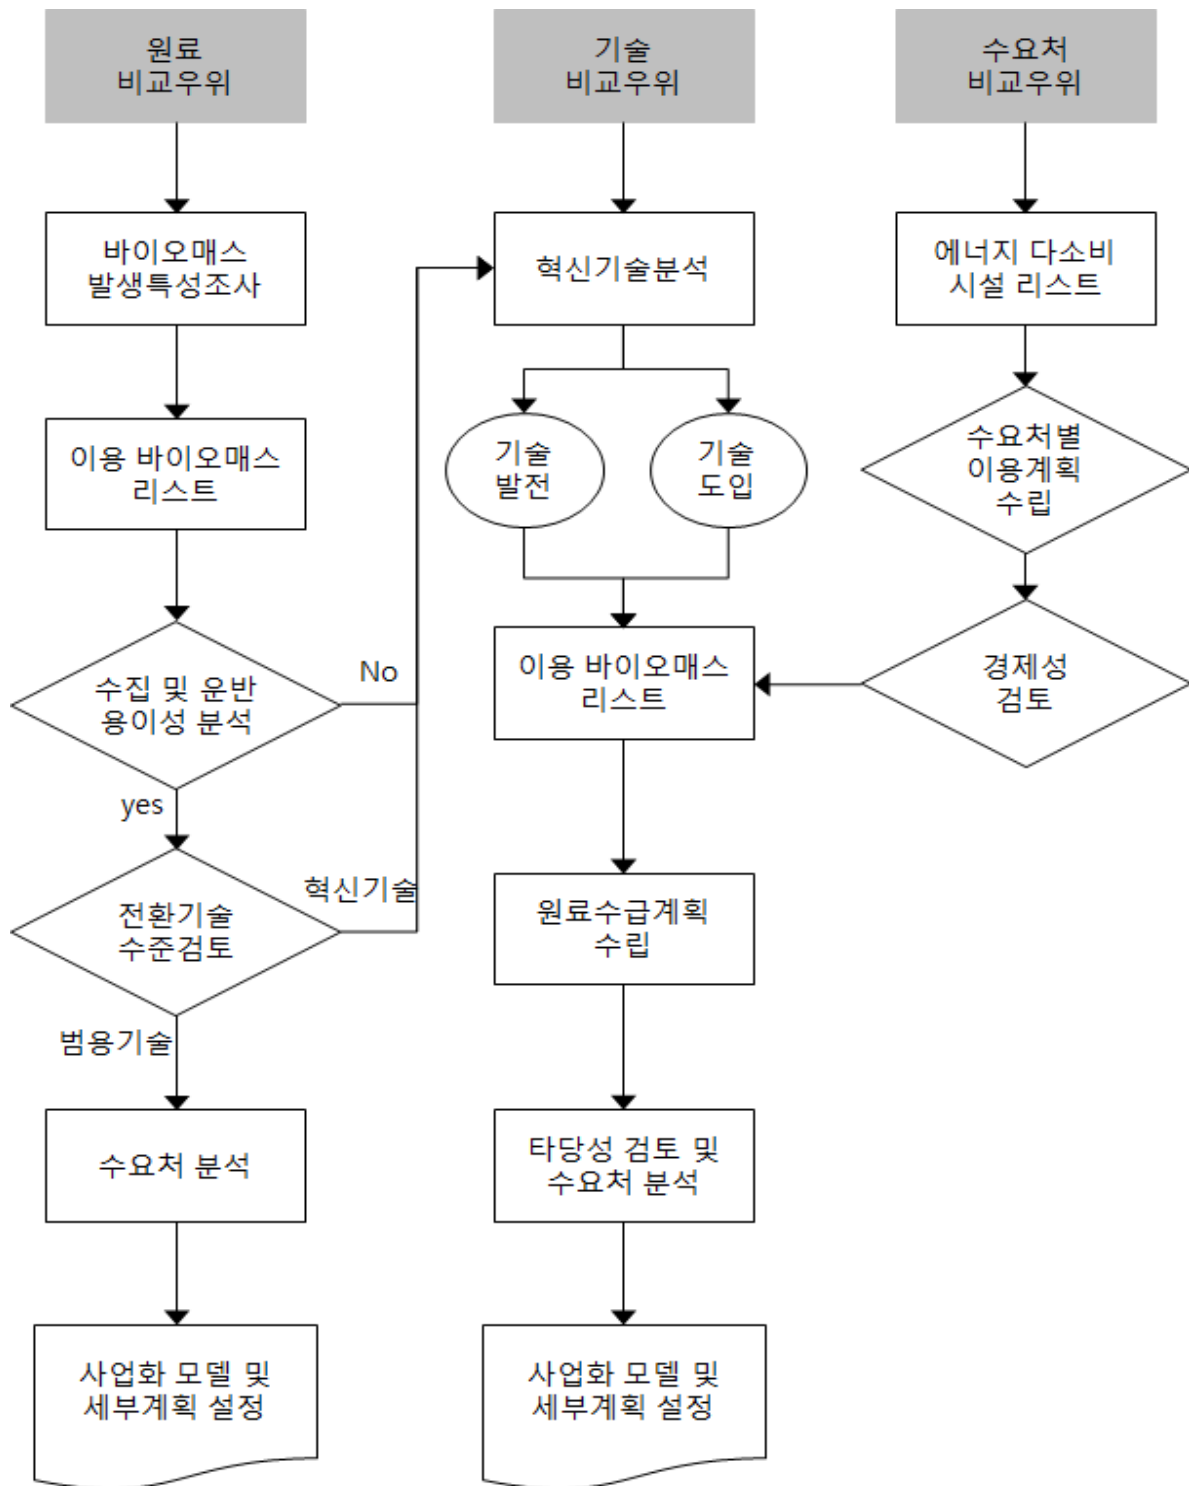 원료
비교우위
바이오매스
발생특성조사
이용 바이오매스
리스트
수집 및 운반
용이성 분석
No
yes
전환기술
수준검토
혁신기술
범용기술
수요처 분석
사업화 모델 및
세부계획 설정
기술
비교우위
혁신기술분석
기술
발전
기술
도입
이용 바이오매스
리스트
원료수급계획
수립
타당성 검토 및
수요처 분석
사업화 모델 및
세부계획 설정
수요처
비교우위
에너지 다소비
시설 리스트
수요처별
이용계획
수립
경제성
검토